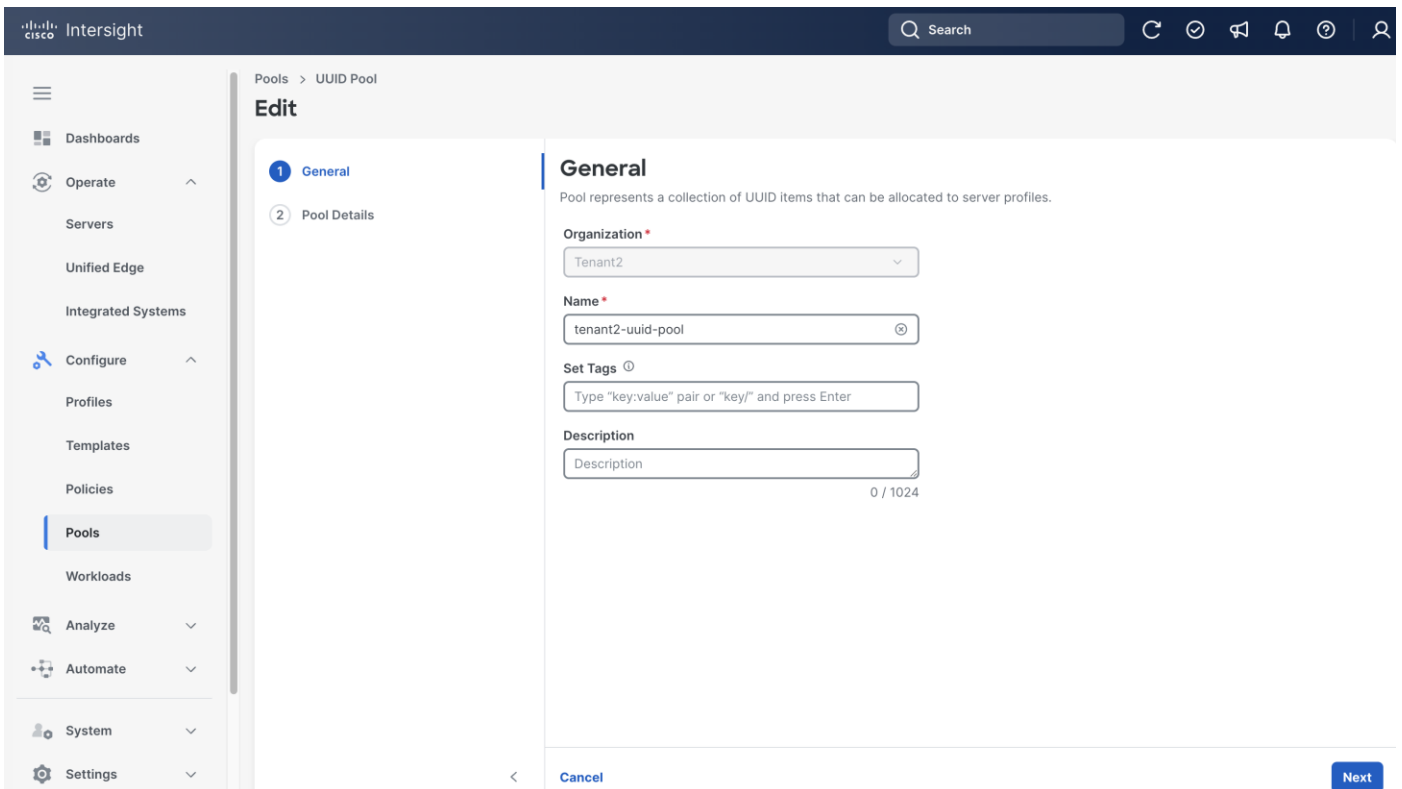 cisco Intersight
Search
Pools > UUID Pool
Edit
Dashboards
Operate
Servers
Unified Edge
Integrated Systems
Configure
Profiles
Templates
Policies
Pools
Workloads
Analyze
Automate
System
Settings
1 General
2 Pool Details
General
Pool represents a collection of UUID items that can be allocated to server profiles.
Organization *
Tenant2
Name *
tenant2-uuid-pool
Set Tags
Type “key:value” pair or “key/” and press Enter
Description
Description
0 / 1024
Cancel
Next